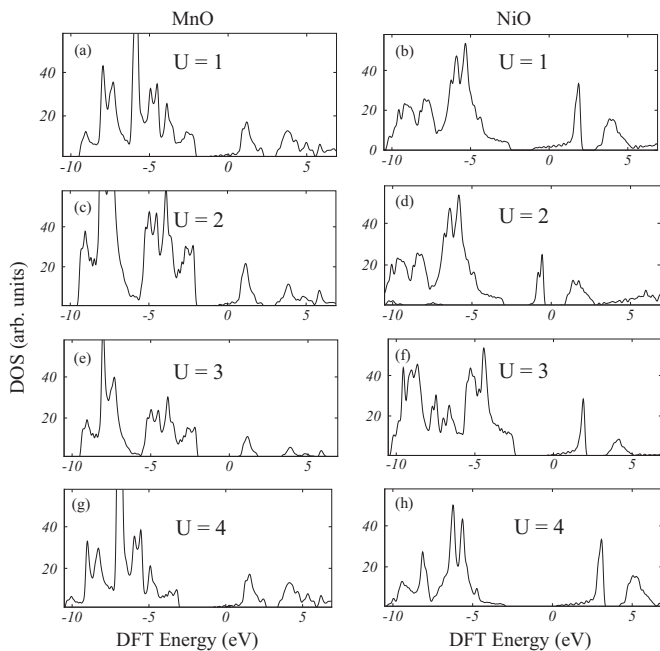 MnO NiO
(a) U = 1
40
20
-10 -5 0 5
(b) U = 1
40
20
0
-10 -5 0 5
(c) U = 2
40
20
-10 -5 0 5
(d) U = 2
40
20
-10 -5 0 5
DOS (arb. units)
(e) U = 3
40
20
-10 -5 0 5
(f) U = 3
40
20
-10 -5 0 5
(g) U = 4
40
20
-10 -5 0 5
(h) U = 4
40
20
-10 -5 0 5
DFT Energy (eV) DFT Energy (eV)